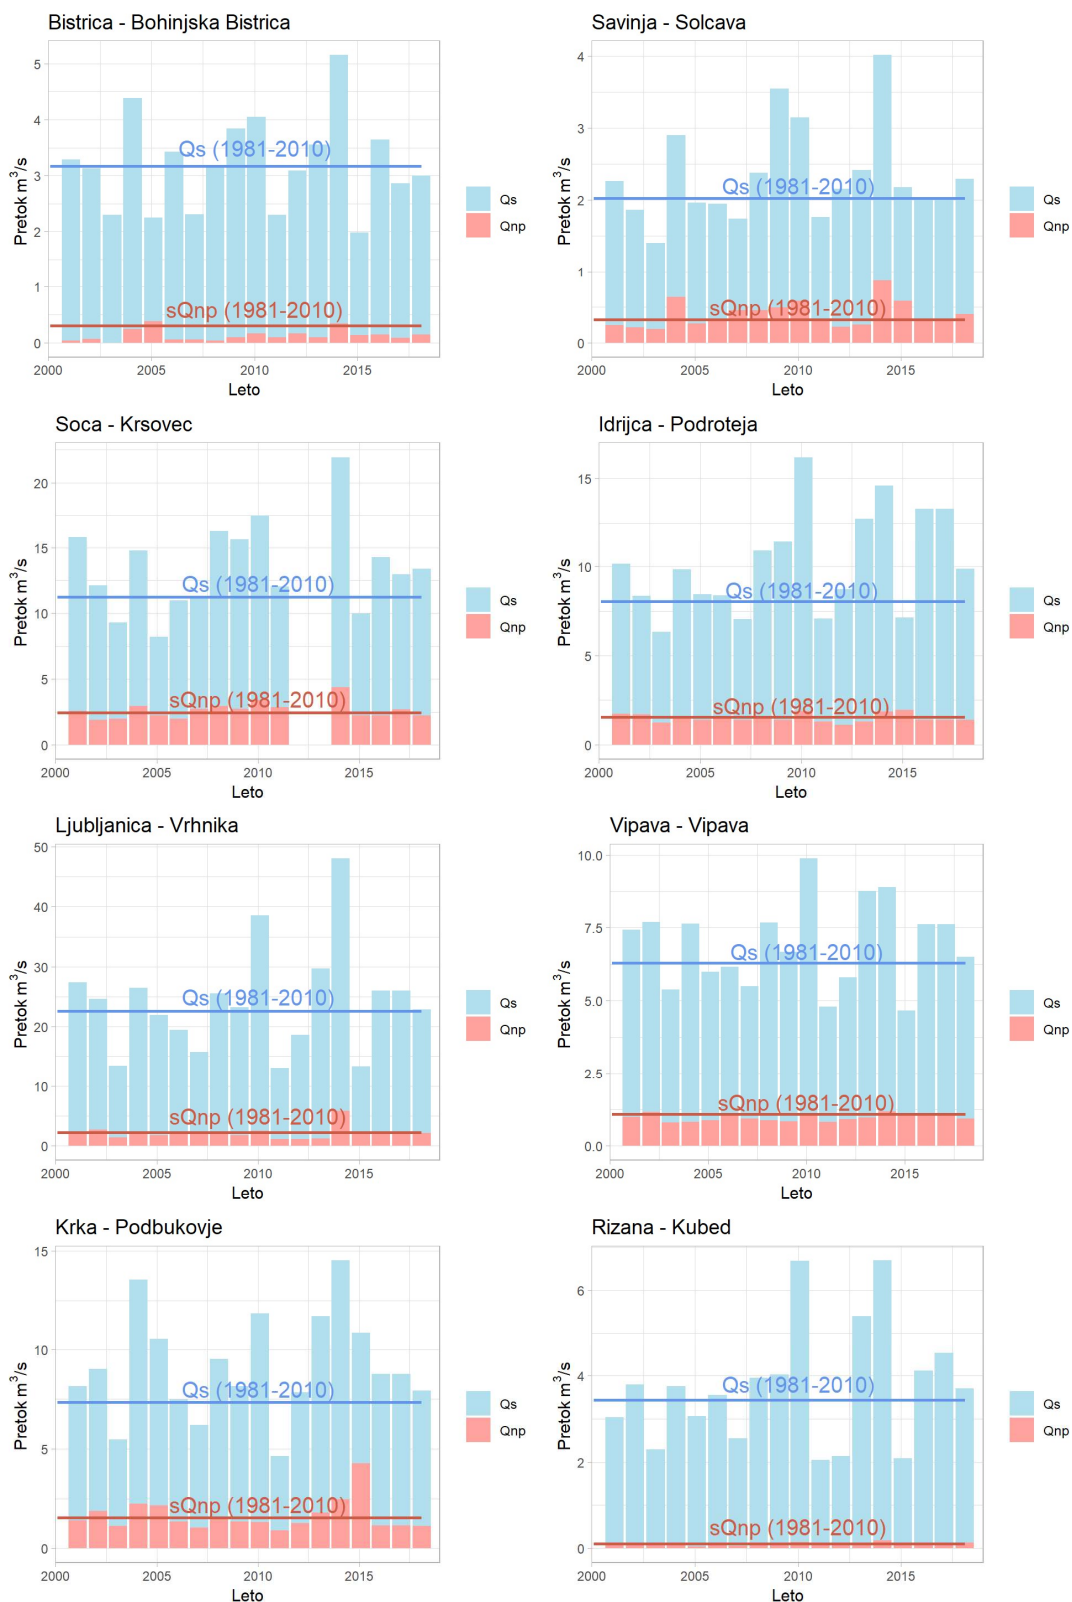 Bistrica - Bohinjska Bistrica
Pretok m³/s
5
4
3
2
1
0
Qs (1981-2010)
sQnp (1981-2010)
2000 2005 2010 2015
Leto
Qs
Qnp
Savinja - Solcava
Pretok m³/s
4
3
2
1
0
Qs (1981-2010)
sQnp (1981-2010)
2000 2005 2010 2015
Leto
Qs
Qnp
Soca - Krsovec
Pretok m³/s
20
15
10
5
0
Qs (1981-2010)
sQnp (1981-2010)
2000 2005 2010 2015
Leto
Qs
Qnp
Idrijca - Podroteja
Pretok m³/s
15
10
5
0
Qs (1981-2010)
sQnp (1981-2010)
2000 2005 2010 2015
Leto
Qs
Qnp
Ljubljanica - Vrhnika
Pretok m³/s
50
40
30
20
10
0
Qs (1981-2010)
sQnp (1981-2010)
2000 2005 2010 2015
Leto
Qs
Qnp
Vipava - Vipava
Pretok m³/s
10.0
7.5
5.0
2.5
0.0
Qs (1981-2010)
sQnp (1981-2010)
2000 2005 2010 2015
Leto
Qs
Qnp
Krka - Podbukovje
Pretok m³/s
15
10
5
0
Qs (1981-2010)
sQnp (1981-2010)
2000 2005 2010 2015
Leto
Qs
Qnp
Rizana - Kubed
Pretok m³/s
6
4
2
0
Qs (1981-2010)
sQnp (1981-2010)
2000 2005 2010 2015
Leto
Qs
Qnp